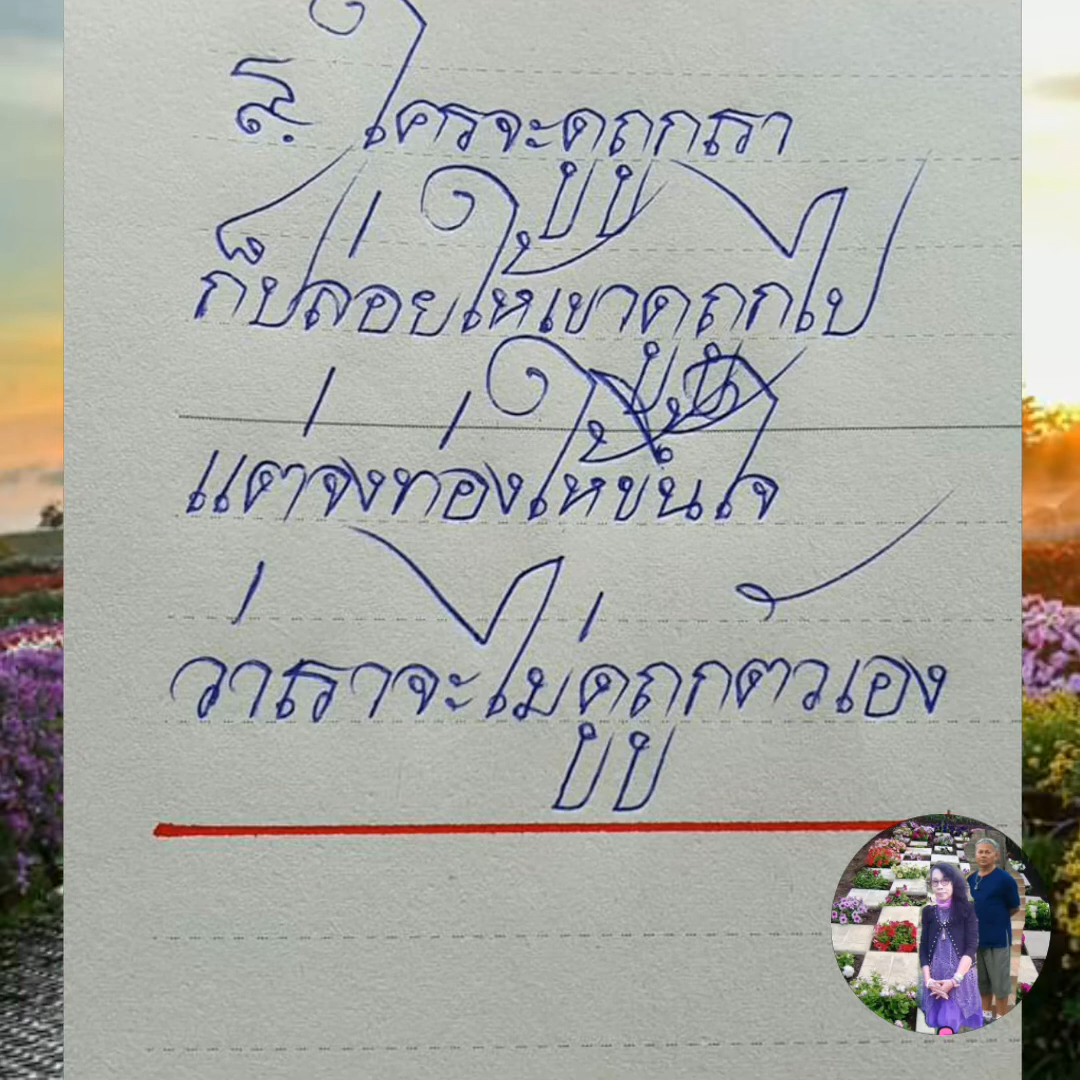 ๙. ใครจะดูถูกเรา
ก็ปล่อยให้เขาดูถูกไป
แต่จงท่องให้ขึ้นใจ
ว่าเราจะไม่ดูถูกตัวเอง